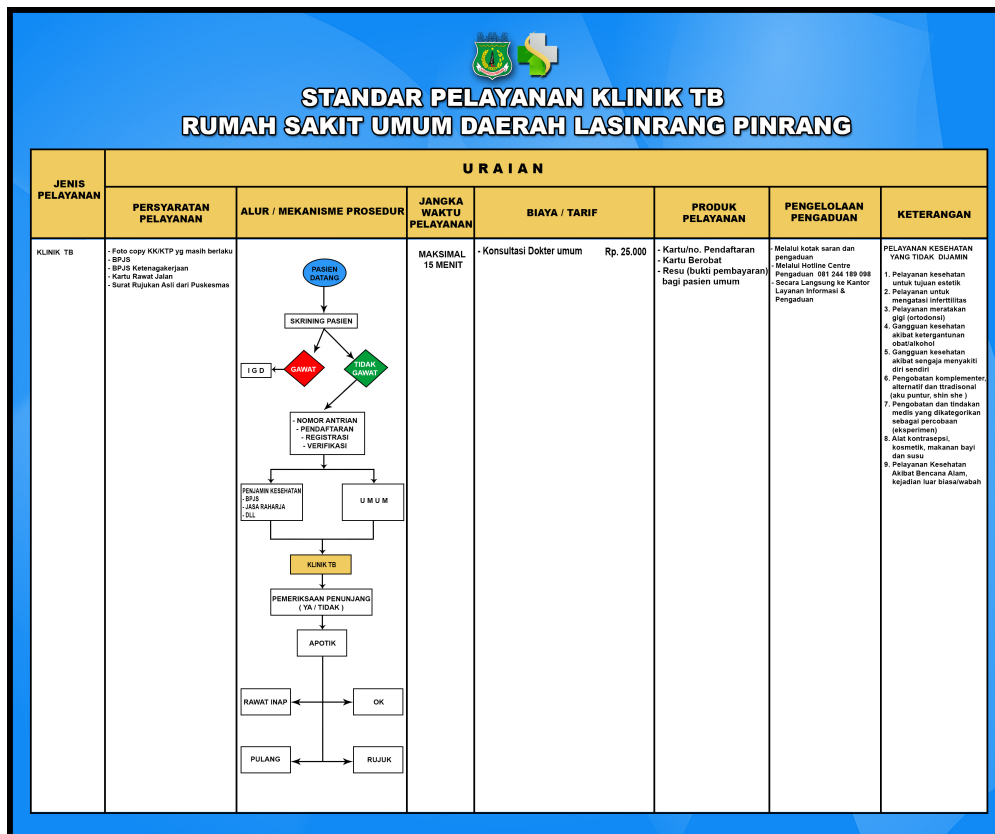 STANDAR PELAYANAN KLINIK TB
RUMAH SAKIT UMUM DAERAH LASINRANG PINRANG
JENIS
PELAYANAN
URAIAN
PERSYARATAN
PELAYANAN
ALUR / MEKANISME PROSEDUR
JANGKA
WAKTU
PELAYANAN
BIAYA / TARIF
PRODUK
PELAYANAN
PENGELOLAAN
PENGADUAN
KETERANGAN
KLINIK TB
- Foto copy KK/KTP yg masih berlaku
- BPJS
- BPJS Ketenagakerjaan
- Kartu Rawat Jalan
- Surat Rujukan Asli dari Puskesmas
PASIEN
DATANG
SKRINING PASIEN
I G D
GAWAT
TIDAK
GAWAT
- NOMOR ANTRIAN
- PENDAFTARAN
- REGISTRASI
- VERIFIKASI
PENJAMIN KESEHATAN
- BPJS
- JASA RAHARJA
- DLL
U M U M
KLINIK TB
PEMERIKSAAN PENUNJANG
( YA / TIDAK )
APOTIK
RAWAT INAP
OK
PULANG
RUJUK
MAKSIMAL
15 MENIT
- Konsultasi Dokter umum Rp. 25.000
- Kartu/no. Pendaftaran
- Kartu Berobat
- Resu (bukti pembayaran)
bagi pasien umum
- Melalui kotak saran dan
pengaduan
- Melalui Hotline Centre
Pengaduan 081 244 189 098
- Secara Langsung ke Kantor
Layanan Informasi &
Pengaduan
PELAYANAN KESEHATAN
YANG TIDAK DIJAMIN
1. Pelayanan kesehatan
untuk tujuan estetik
2. Pelayanan untuk
mengatasi inferttilitas
3. Pelayanan meratakan
gigi (ortodonsi)
4. Gangguan kesehatan
akibat ketergantunan
obat/alkohol
5. Gangguan kesehatan
akibat sengaja menyakiti
diri sendiri
6. Pengobatan komplementer,
alternatif dan ttradisonal
(aku puntur, shin she )
7. Pengobatan dan tindakan
medis yang dikategorikan
sebagai percobaan
(eksperimen)
8. Alat kontrasepsi,
kosmetik, makanan bayi
dan susu
9. Pelayanan Kesehatan
Akibat Bencana Alam,
kejadian luar biasa/wabah